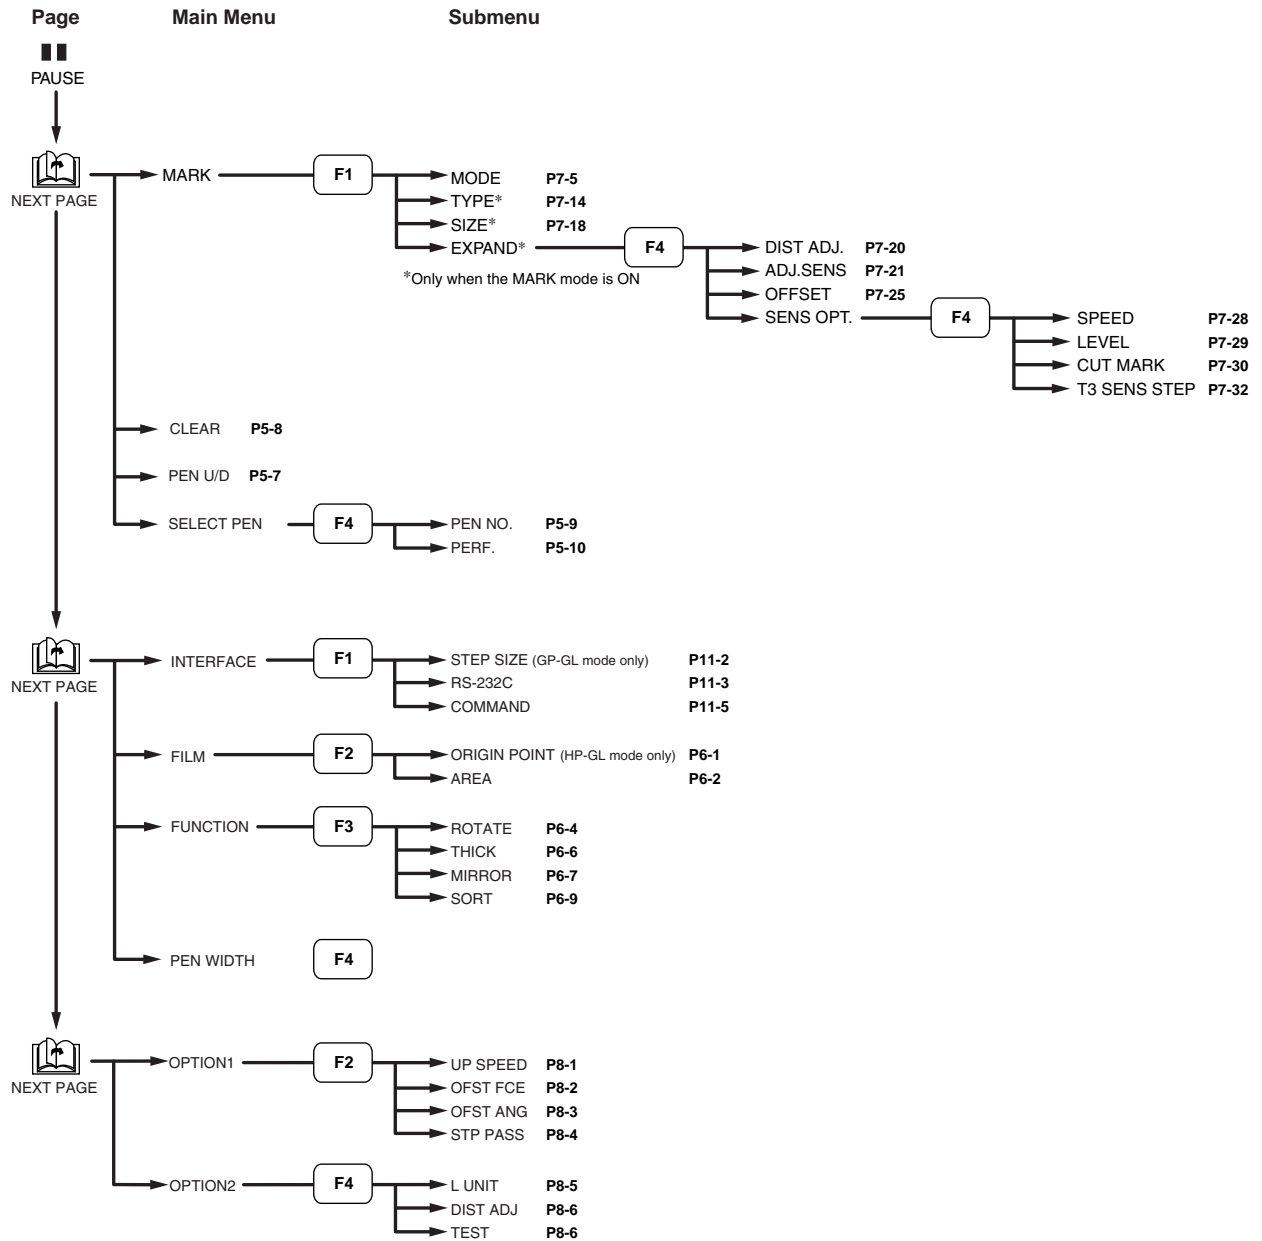 Page Main Menu Submenu
PAUSE
NEXT PAGE
MARK F1 MODE P7-5
TYPE* P7-14
SIZE* P7-18
EXPAND* F4 DIST ADJ. P7-20
*Only when the MARK mode is ON
ADJ.SENS P7-21
OFFSET P7-25
SENS OPT. F4 SPEED P7-28
LEVEL P7-29
CUT MARK P7-30
T3 SENS STEP P7-32
CLEAR P5-8
PEN U/D P5-7
SELECT PEN F4 PEN NO. P5-9
PERF. P5-10
NEXT PAGE
INTERFACE F1 STEP SIZE (GP-GL mode only) P11-2
RS-232C P11-3
COMMAND P11-5
FILM F2 ORIGIN POINT (HP-GL mode only) P6-1
AREA P6-2
FUNCTION F3 ROTATE P6-4
THICK P6-6
MIRROR P6-7
SORT P6-9
PEN WIDTH F4
NEXT PAGE
OPTION1 F2 UP SPEED P8-1
OFST FCE P8-2
OFST ANG P8-3
STP PASS P8-4
OPTION2 F4 L UNIT P8-5
DIST ADJ P8-6
TEST P8-6